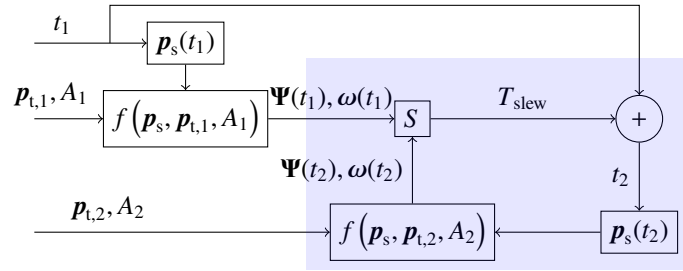 t₁
𝒑ₛ(t₁)
𝒑ₜ,₁, A₁
f(𝒑ₛ, 𝒑ₜ,₁, A₁)
𝚿(t₁), 𝝎(t₁)
S
T_slew
+
𝚿(t₂), 𝝎(t₂)
t₂
𝒑ₜ,₂, A₂
f(𝒑ₛ, 𝒑ₜ,₂, A₂)
𝒑ₛ(t₂)